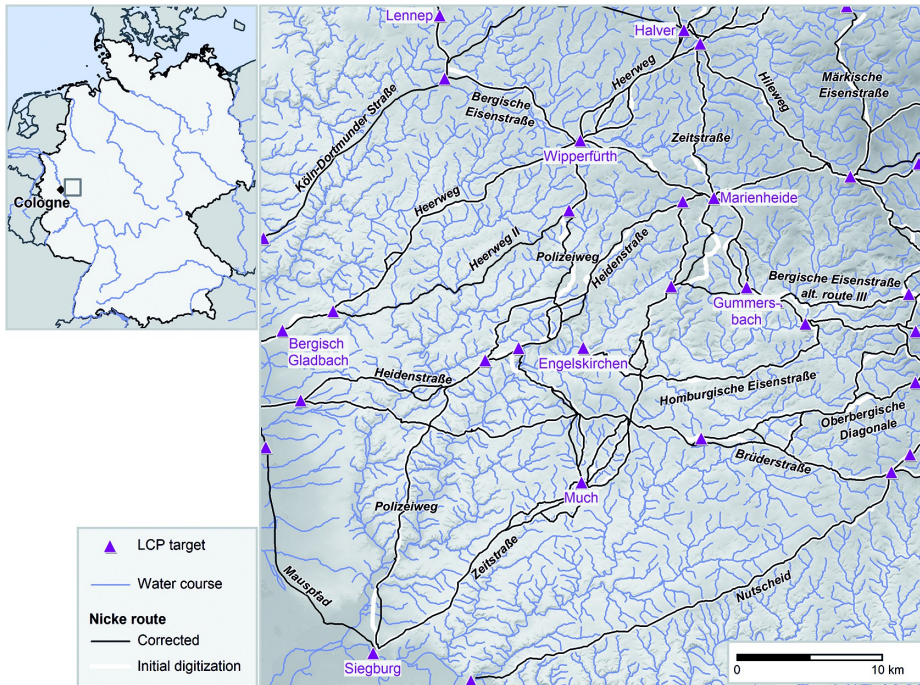 Cologne
Lennep
Halver
Heerweg
Hileweg
Märkische
Eisenstraße
Köln-Dortmunder Straße
Bergische
Eisenstraße
Zeitstraße
Wipperfürth
Marienheide
Heerweg
Heerweg II
Polizeiweg
Heidenstraße
Bergische Eisenstraße
alt. route III
Gummers-
bach
Bergisch
Gladbach
Engelskirchen
Heidenstraße
Homburgische Eisenstraße
Oberbergische
Diagonale
Brüderstraße
Much
Polizeiweg
Zeitstraße
Nutscheid
Mauspfad
Siegburg
LCP target
Water course
Nicke route
Corrected
Initial digitization
0
10 km